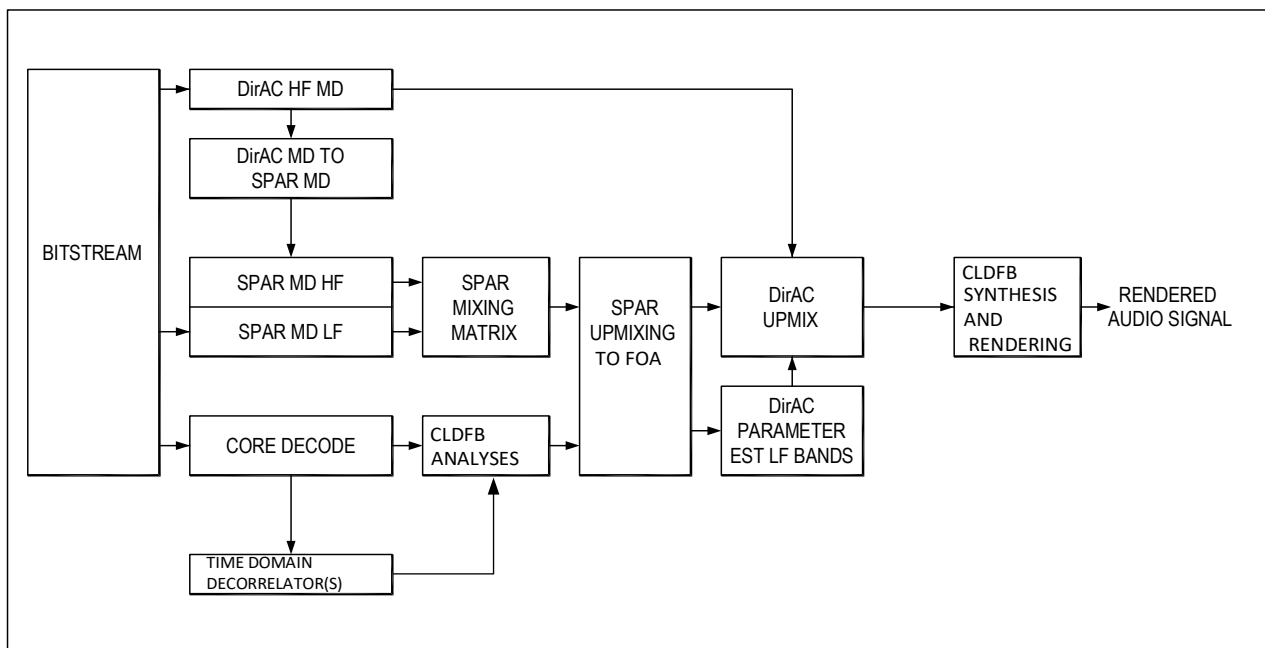 DirAC HF MD
DirAC MD TO
SPAR MD
BITSTREAM
SPAR MD HF
SPAR MD LF
SPAR
MIXING
MATRIX
SPAR
UPMIXING
TO FOA
DirAC
UPMIX
CLDFB
SYNTHESIS
AND
RENDERING
RENDERED
AUDIO SIGNAL
CORE DECODE
CLDFB
ANALYSES
DirAC
PARAMETER
EST LF BANDS
TIME DOMAIN
DECORRELATOR(S)